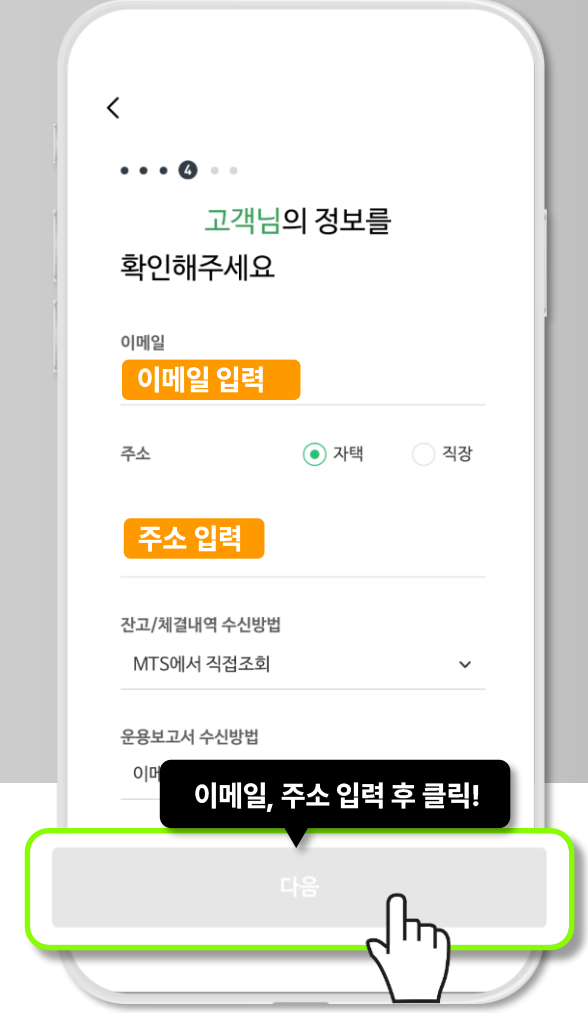 4
고객님의 정보를
확인해주세요
이메일
이메일 입력
주소 자택 직장
주소 입력
잔고/체결내역 수신방법
MTS에서 직접조회
운용보고서 수신방법
이메
이메일, 주소 입력 후 클릭!
다음